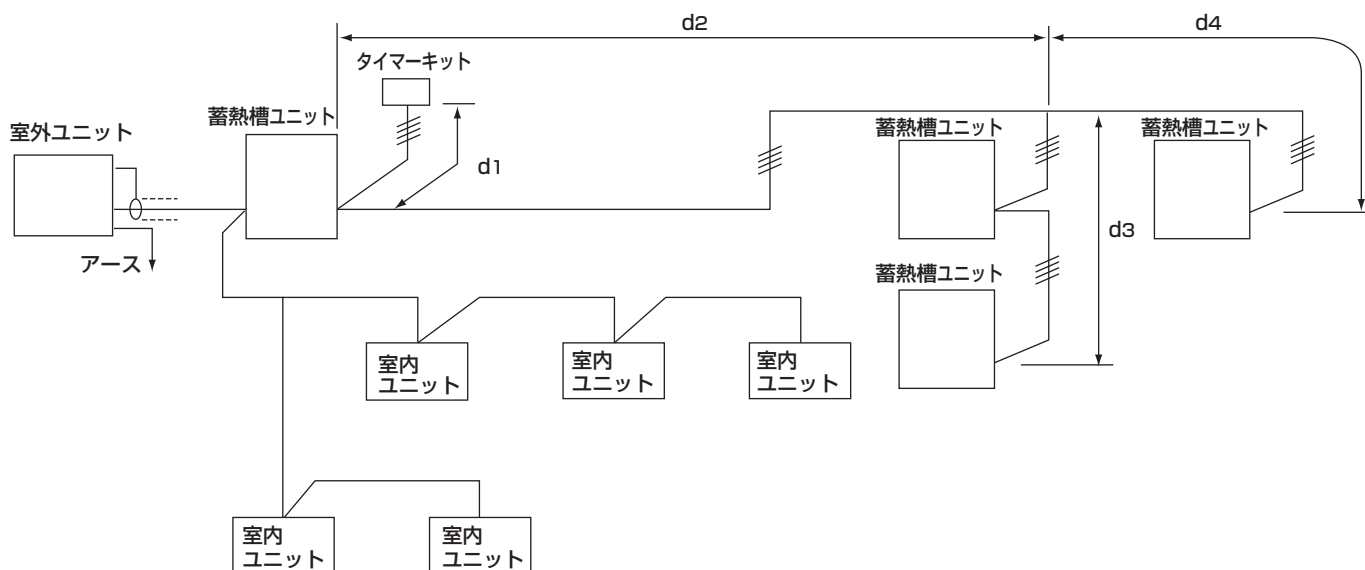 d2
d4
タイマーキット
蓄熱槽ユニット
室外ユニット
蓄熱槽ユニット
蓄熱槽ユニット
d1
d3
アース
蓄熱槽ユニット
室内
ユニット
室内
ユニット
室内
ユニット
室内
ユニット
室内
ユニット